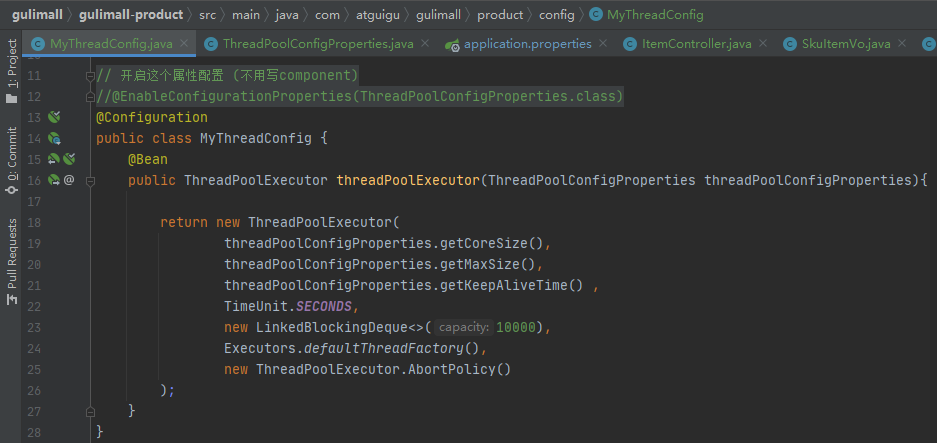 gulimall gulimall-product src main java com atguigu gulimall product config MyThreadConfig
MyThreadConfig.java ThreadPoolConfigProperties.java application.properties ItemController.java SkuItemVo.java
1: Project
0: Commit
Pull Requests
11 // 开启这个属性配置 (不用写component)
12 //@EnableConfigurationProperties(ThreadPoolConfigProperties.class)
13 @Configuration
14 public class MyThreadConfig {
15 @Bean
16 @ public ThreadPoolExecutor threadPoolExecutor(ThreadPoolConfigProperties threadPoolConfigProperties){
17
18 return new ThreadPoolExecutor(
19 threadPoolConfigProperties.getCoreSize(),
20 threadPoolConfigProperties.getMaxSize(),
21 threadPoolConfigProperties.getKeepAliveTime() ,
22 TimeUnit.SECONDS,
23 new LinkedBlockingDeque<>( capacity: 10000),
24 Executors.defaultThreadFactory(),
25 new ThreadPoolExecutor.AbortPolicy()
26 );
27 }
28 }